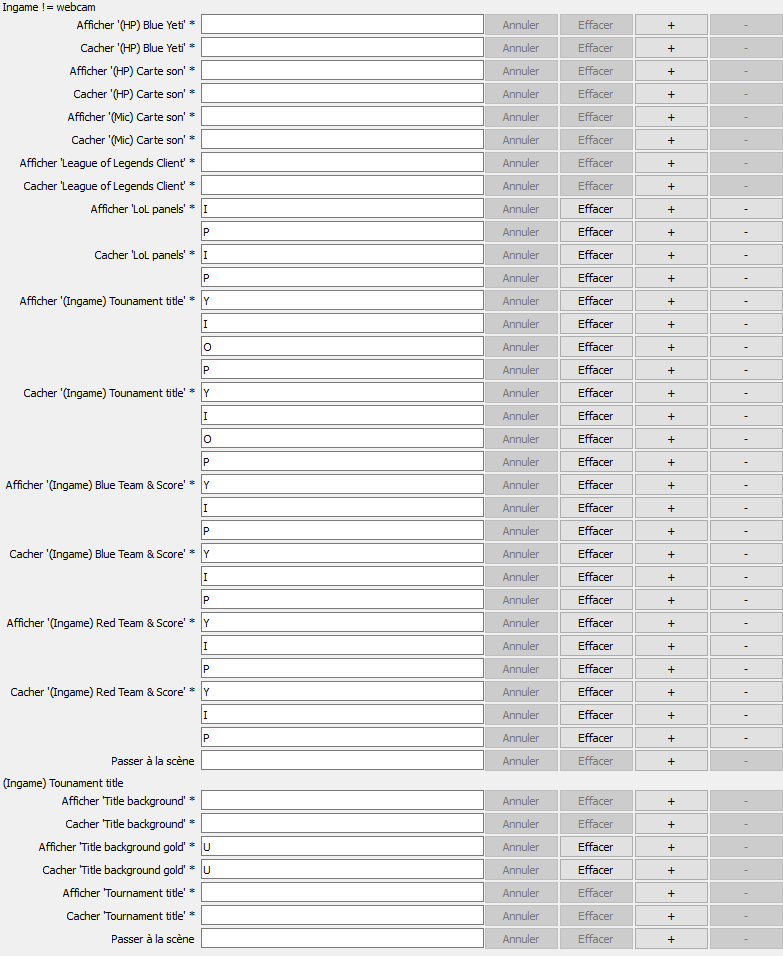 Ingame != webcam
Afficher '(HP) Blue Yeti' * Annuler Effacer + -
Cacher '(HP) Blue Yeti' * Annuler Effacer + -
Afficher '(HP) Carte son' * Annuler Effacer + -
Cacher '(HP) Carte son' * Annuler Effacer + -
Afficher '(Mic) Carte son' * Annuler Effacer + -
Cacher '(Mic) Carte son' * Annuler Effacer + -
Afficher 'League of Legends Client' * Annuler Effacer + -
Cacher 'League of Legends Client' * Annuler Effacer + -
Afficher 'LoL panels' * I Annuler Effacer + -
P Annuler Effacer + -
Cacher 'LoL panels' * I Annuler Effacer + -
P Annuler Effacer + -
Afficher '(Ingame) Tounament title' * Y Annuler Effacer + -
I Annuler Effacer + -
O Annuler Effacer + -
P Annuler Effacer + -
Cacher '(Ingame) Tounament title' * Y Annuler Effacer + -
I Annuler Effacer + -
O Annuler Effacer + -
P Annuler Effacer + -
Afficher '(Ingame) Blue Team & Score' * Y Annuler Effacer + -
I Annuler Effacer + -
P Annuler Effacer + -
Cacher '(Ingame) Blue Team & Score' * Y Annuler Effacer + -
I Annuler Effacer + -
P Annuler Effacer + -
Afficher '(Ingame) Red Team & Score' * Y Annuler Effacer + -
I Annuler Effacer + -
P Annuler Effacer + -
Cacher '(Ingame) Red Team & Score' * Y Annuler Effacer + -
I Annuler Effacer + -
P Annuler Effacer + -
Passer à la scène Annuler Effacer + -
(Ingame) Tounament title
Afficher 'Title background' * Annuler Effacer + -
Cacher 'Title background' * Annuler Effacer + -
Afficher 'Title background gold' * U Annuler Effacer + -
Cacher 'Title background gold' * U Annuler Effacer + -
Afficher 'Tournament title' * Annuler Effacer + -
Cacher 'Tournament title' * Annuler Effacer + -
Passer à la scène Annuler Effacer + -